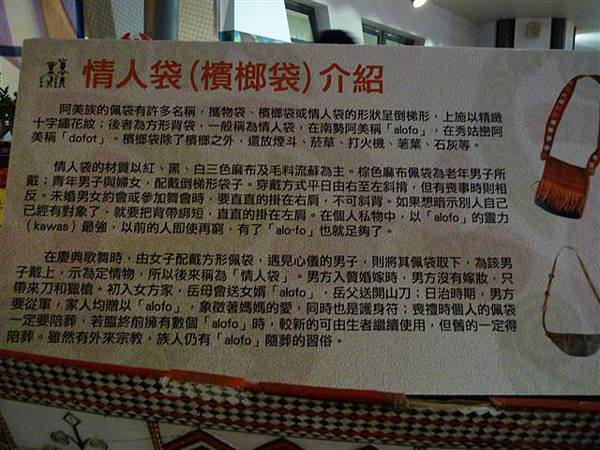 情人袋(檳榔袋)介紹
阿美族的佩袋有許多名稱，攜物袋、檳榔袋或情人袋的形狀呈倒梯形，上施以精緻
十字繡花紋；後者為方形背袋，一般稱為情人袋，在南勢阿美稱「alofo」，在秀姑巒阿
美稱「dofot」。檳榔袋除了檳榔之外，還放煙斗、菸草、打火機、荖葉、石灰等。
情人袋的材質以紅、黑、白三色麻布及毛料流蘇為主。棕色麻布佩袋為老年男子所
戴；青年男子與婦女，配戴倒梯形袋子。穿戴方式平日由右至左斜揹，但有喪事時則相
反。未婚男女約會或參加舞會時，要直直的掛在右肩，不可斜背。如果想暗示別人自己
已經有對象了，就要把背帶綁短，直直的掛在左肩。在個人私物中，以「alofo」的靈力
(kawas)最強，以前的人即使再窮，有了「alo-fo」也就足夠了。
在慶典歌舞時，由女子配戴方形佩袋，遇見心儀的男子，則將其佩袋取下，為該男
子戴上，示為定情物，所以後來稱為「情人袋」。男方入贅婚嫁時，男方沒有嫁妝，只
帶來刀和獵槍。初入女方家，岳母會送女婿「alofo」，岳父送開山刀；日治時期，男方
要從軍，家人均贈以「alofo」，象徵著媽媽的愛，同時也是護身符；喪禮時個人的佩袋
一定要陪葬，若臨終前擁有數個「alofo」時，較新的可由生者繼續使用，但舊的一定得
陪葬。雖然有外來宗教，族人仍有「alofo」隨葬的習俗。